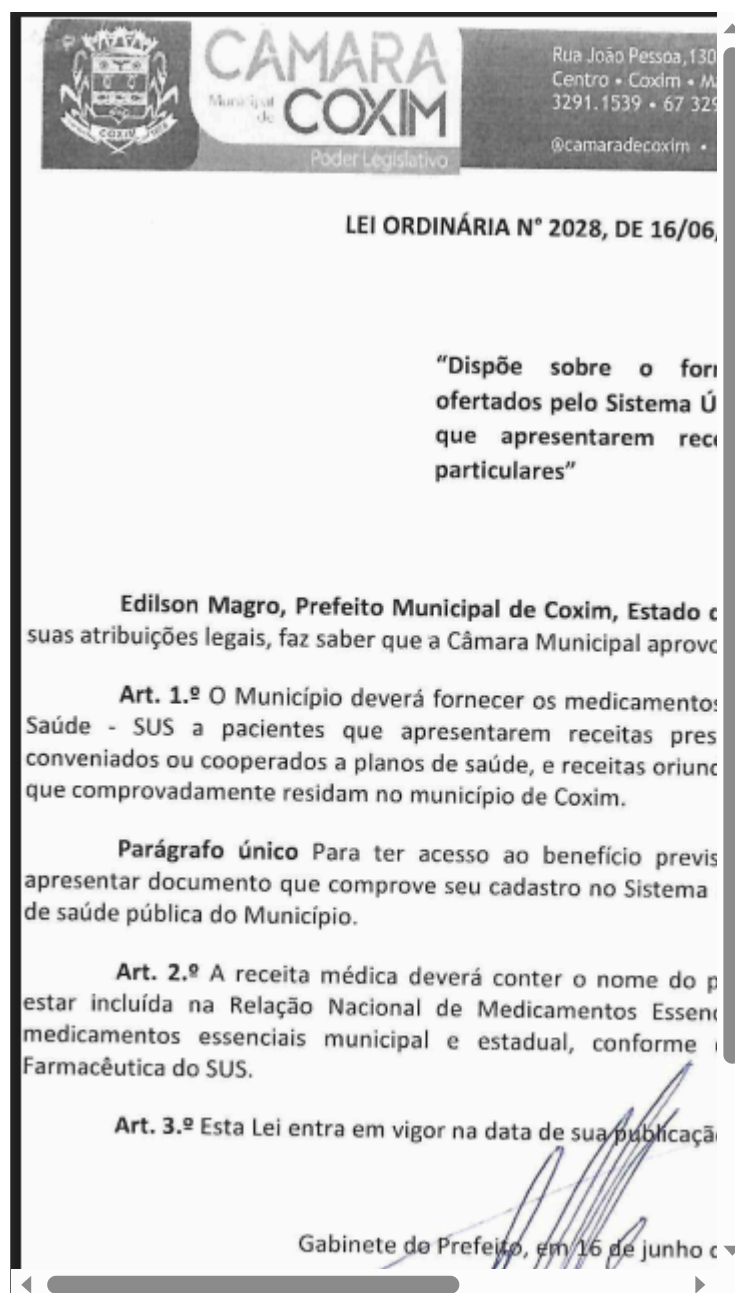 CÂMARA
Municipal de
COXIM
Poder Legislativo
COXIM
Rua João Pessoa, 130
Centro • Coxim •
3291.1539 • 67
@camaradecoxim •
LEI ORDINÁRIA N° 2028, DE 16/06
“Dispõe sobre o
ofertados pelo Sistema
que apresentarem
particulares”
Edilson Magro, Prefeito Municipal de Coxim, Estado
suas atribuições legais, faz saber que a Câmara Municipal
Art. 1.º O Município deverá fornecer os medicamentos
Saúde - SUS a pacientes que apresentarem receitas
conveniados ou cooperados a planos de saúde, e receitas
que comprovadamente residam no município de Coxim.
Parágrafo único Para ter acesso ao benefício
apresentar documento que comprove seu cadastro no Sistema
de saúde pública do Município.
Art. 2.º A receita médica deverá conter o nome do
estar incluída na Relação Nacional de Medicamentos
medicamentos essenciais municipal e estadual, conforme
Farmacêutica do SUS.
Art. 3.º Esta Lei entra em vigor na data de sua
Gabinete do Prefeito, em 16 de junho